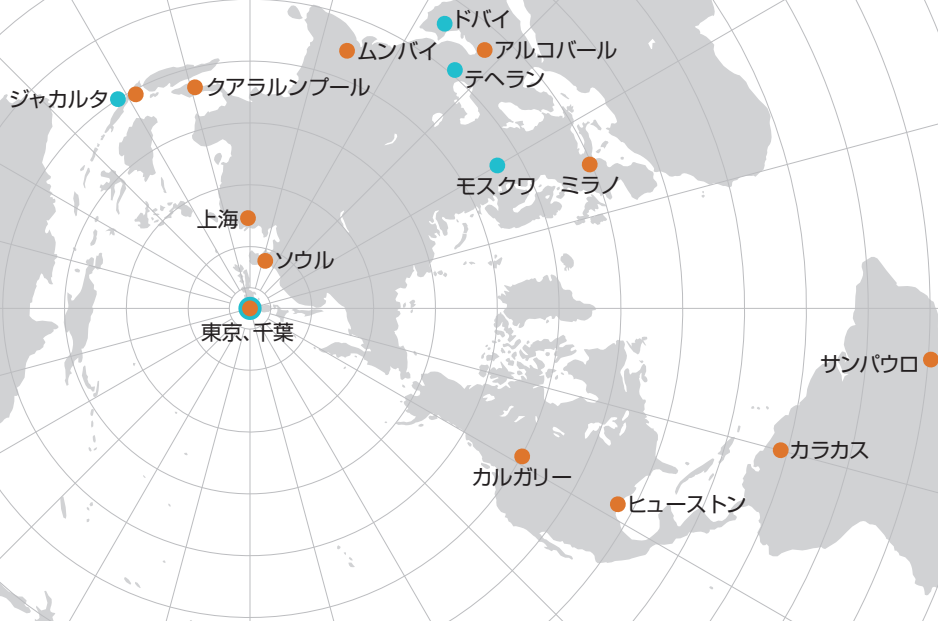 ドバイ
ムンバイ
アルコバール
テヘラン
クアラルンプール
ジャカルタ
モスクワ
ミラノ
上海
ソウル
東京、千葉
サンパウロ
カラカス
カルガリー
ヒューストン